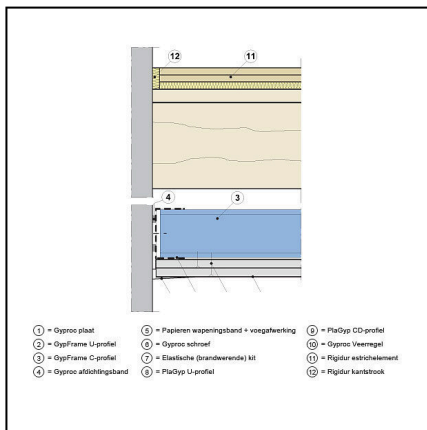 12 11
4 3
1 = Gyproc plaat
2 = GypFrame U-profiel
3 = GypFrame C-profiel
4 = Gyproc afdichtingsband
5 = Papieren wapeningsband + voegafwerking
6 = Gyproc schroef
7 = Elastische (brandwerende) kit
8 = PlaGyp U-profiel
9 = PlaGyp CD-profiel
10 = Gyproc Veerregel
11 = Rigidur estrichelement
12 = Rigidur kantstrook